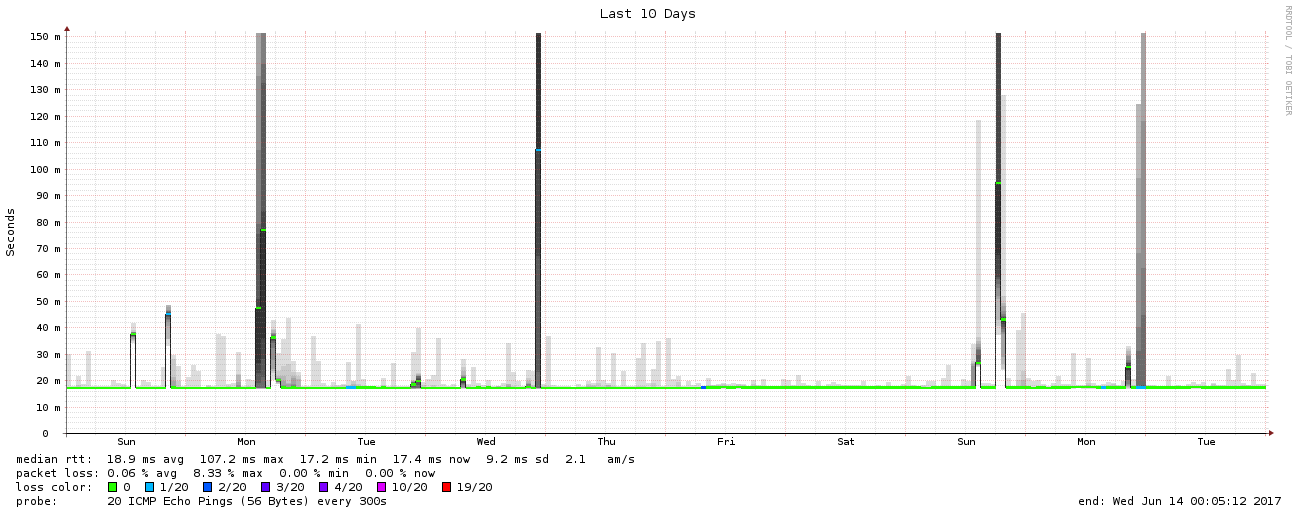 Last 10 Days
RRDTOOL / TOBI OETIKER
Seconds
150 m
140 m
130 m
120 m
110 m
100 m
90 m
80 m
70 m
60 m
50 m
40 m
30 m
20 m
10 m
0
Sun Mon Tue Wed Thu Fri Sat Sun Mon Tue
median rtt: 18.9 ms avg 107.2 ms max 17.2 ms min 17.4 ms now 9.2 ms sd 2.1 am/s
packet loss: 0.06 % avg 8.33 % max 0.00 % min 0.00 % now
loss color: 0 1/20 2/20 3/20 4/20 10/20 19/20
probe: 20 ICMP Echo Pings (56 Bytes) every 300s end: Wed Jun 14 00:05:12 2017